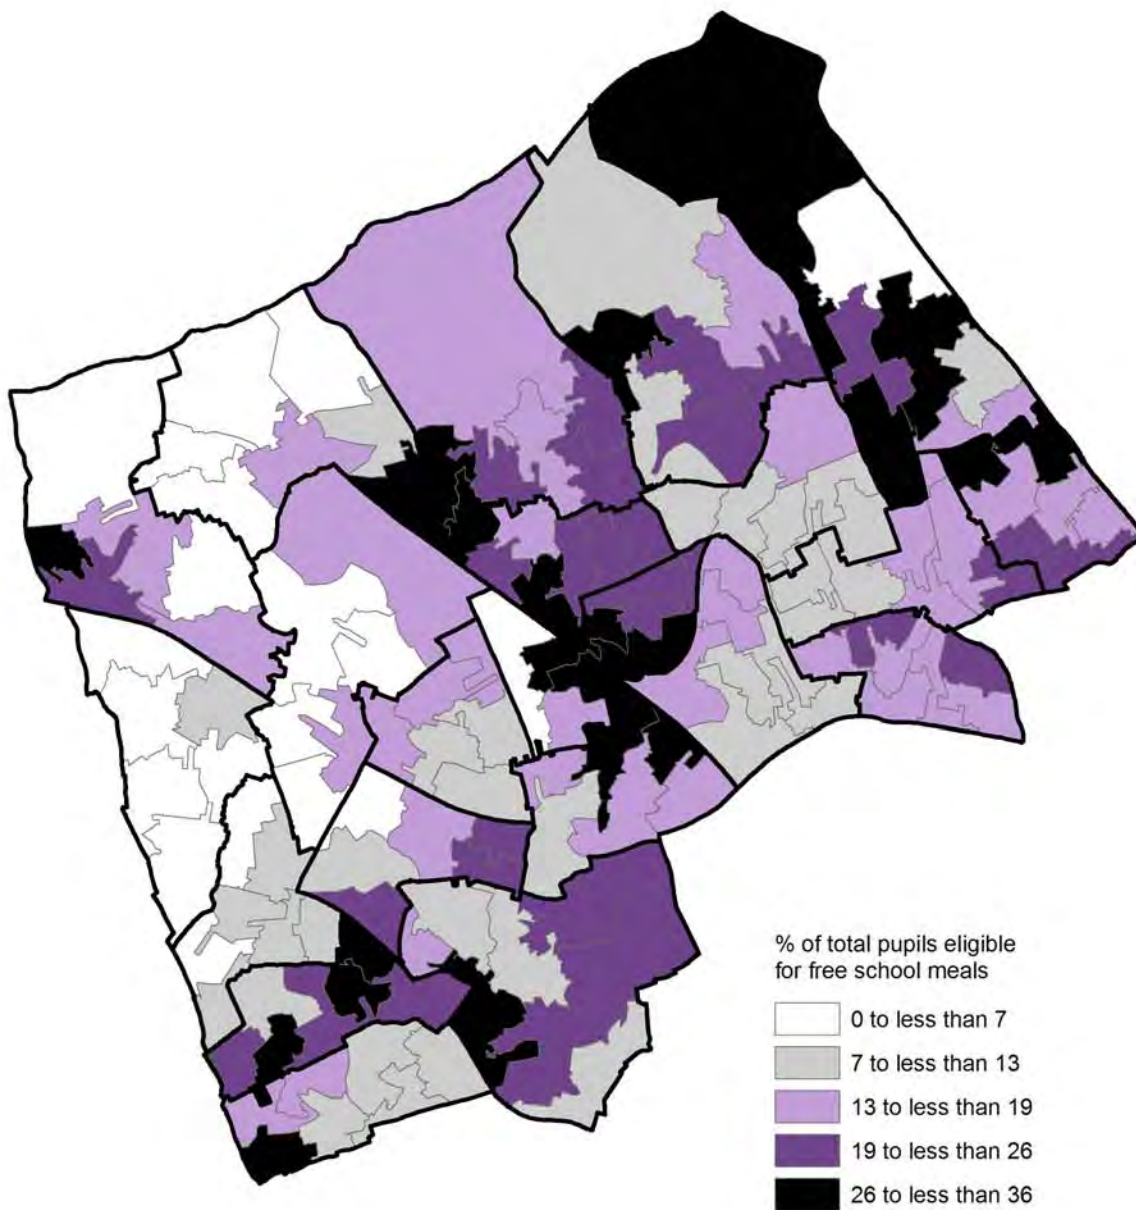 % of total pupils eligible
for free school meals
0 to less than 7
7 to less than 13
13 to less than 19
19 to less than 26
26 to less than 36